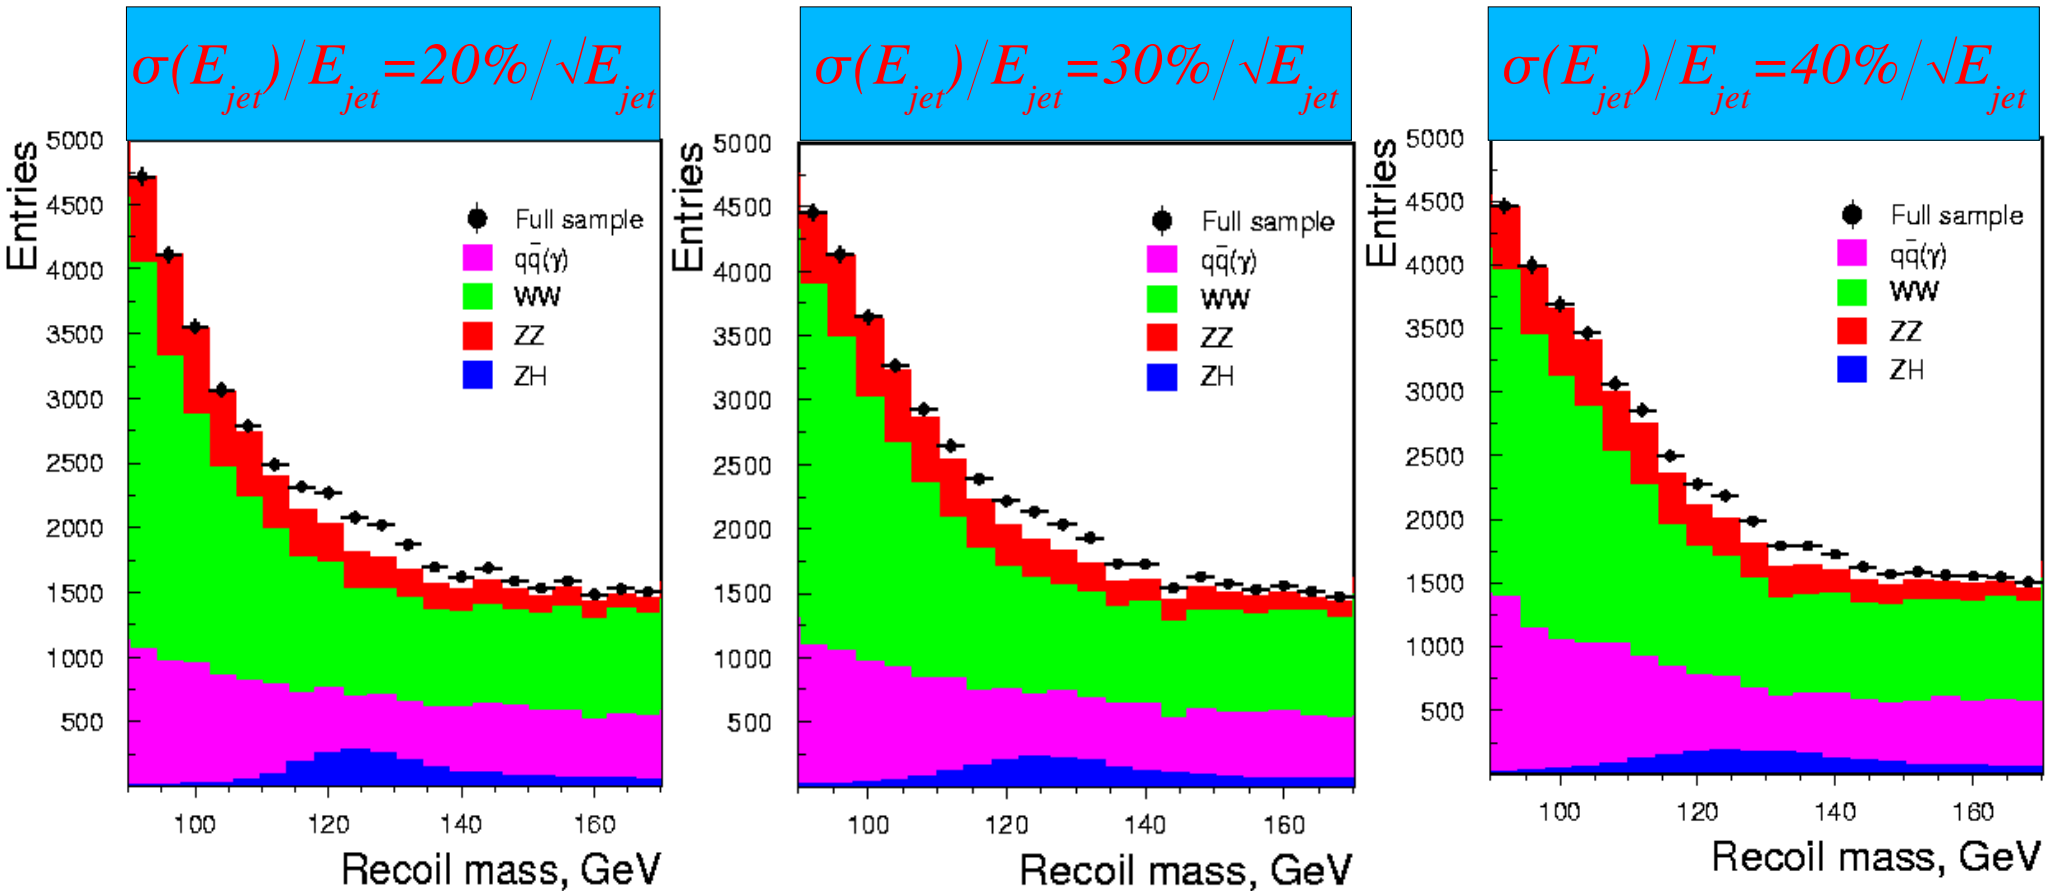 σ(E_jet)/E_jet=20%/√E_jet
Entries
5000
4500
4000
3500
3000
2500
2000
1500
1000
500
Full sample
qq̄(γ)
WW
ZZ
ZH
100 120 140 160
Recoil mass, GeV
σ(E_jet)/E_jet=30%/√E_jet
Entries
5000
4500
4000
3500
3000
2500
2000
1500
1000
500
Full sample
qq̄(γ)
WW
ZZ
ZH
100 120 140 160
Recoil mass, GeV
σ(E_jet)/E_jet=40%/√E_jet
Entries
5000
4500
4000
3500
3000
2500
2000
1500
1000
500
Full sample
qq̄(γ)
WW
ZZ
ZH
100 120 140 160
Recoil mass, GeV